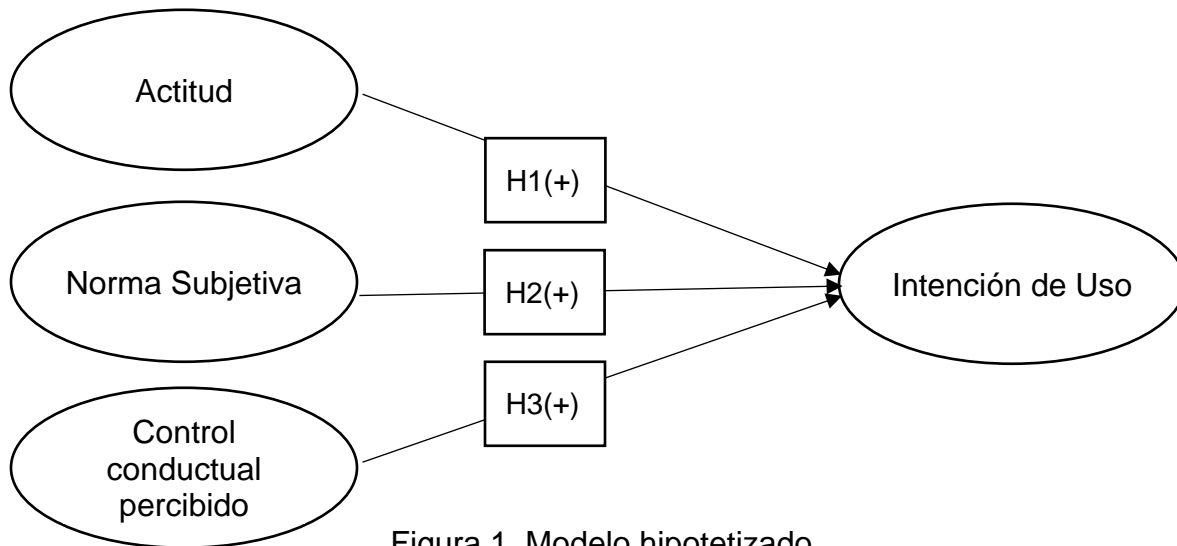 Actitud
H1(+)
Norma Subjetiva
H2(+)
Intención de Uso
H3(+)
Control
conductual
percibido
Figura 1. Modelo hipotetizado